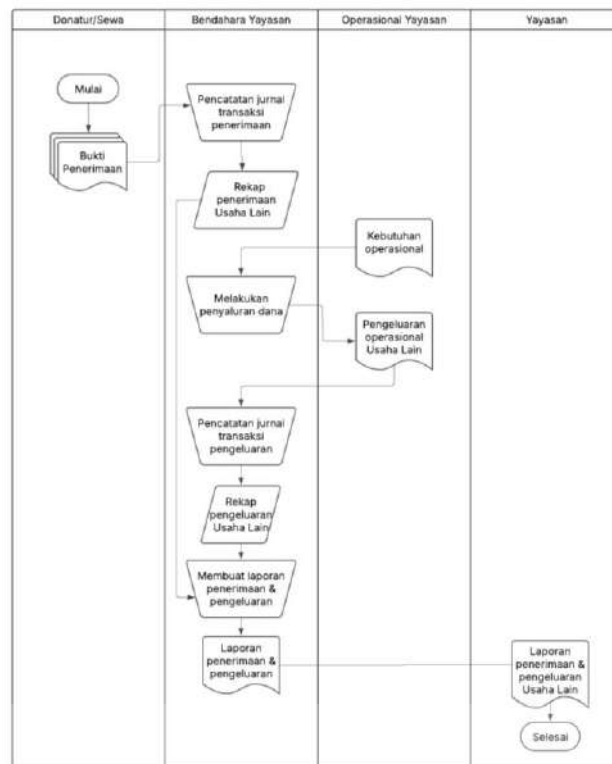 Donatur/Sewa
Bendahara Yayasan
Operasional Yayasan
Yayasan
Mulai
Bukti
Penerimaan
Pencatatan jurnal
transaksi
penerimaan
Rekap
penerimaan
Usaha Lain
Kebutuhan
operasional
Melakukan
penyaluran dana
Pengeluaran
operasional
Usaha Lain
Pencatatan jurnal
transaksi
pengeluaran
Rekap
pengeluaran
Usaha Lain
Membuat laporan
penerimaan &
pengeluaran
Laporan
penerimaan &
pengeluaran
Laporan
penerimaan &
pengeluaran
Usaha Lain
Selesai